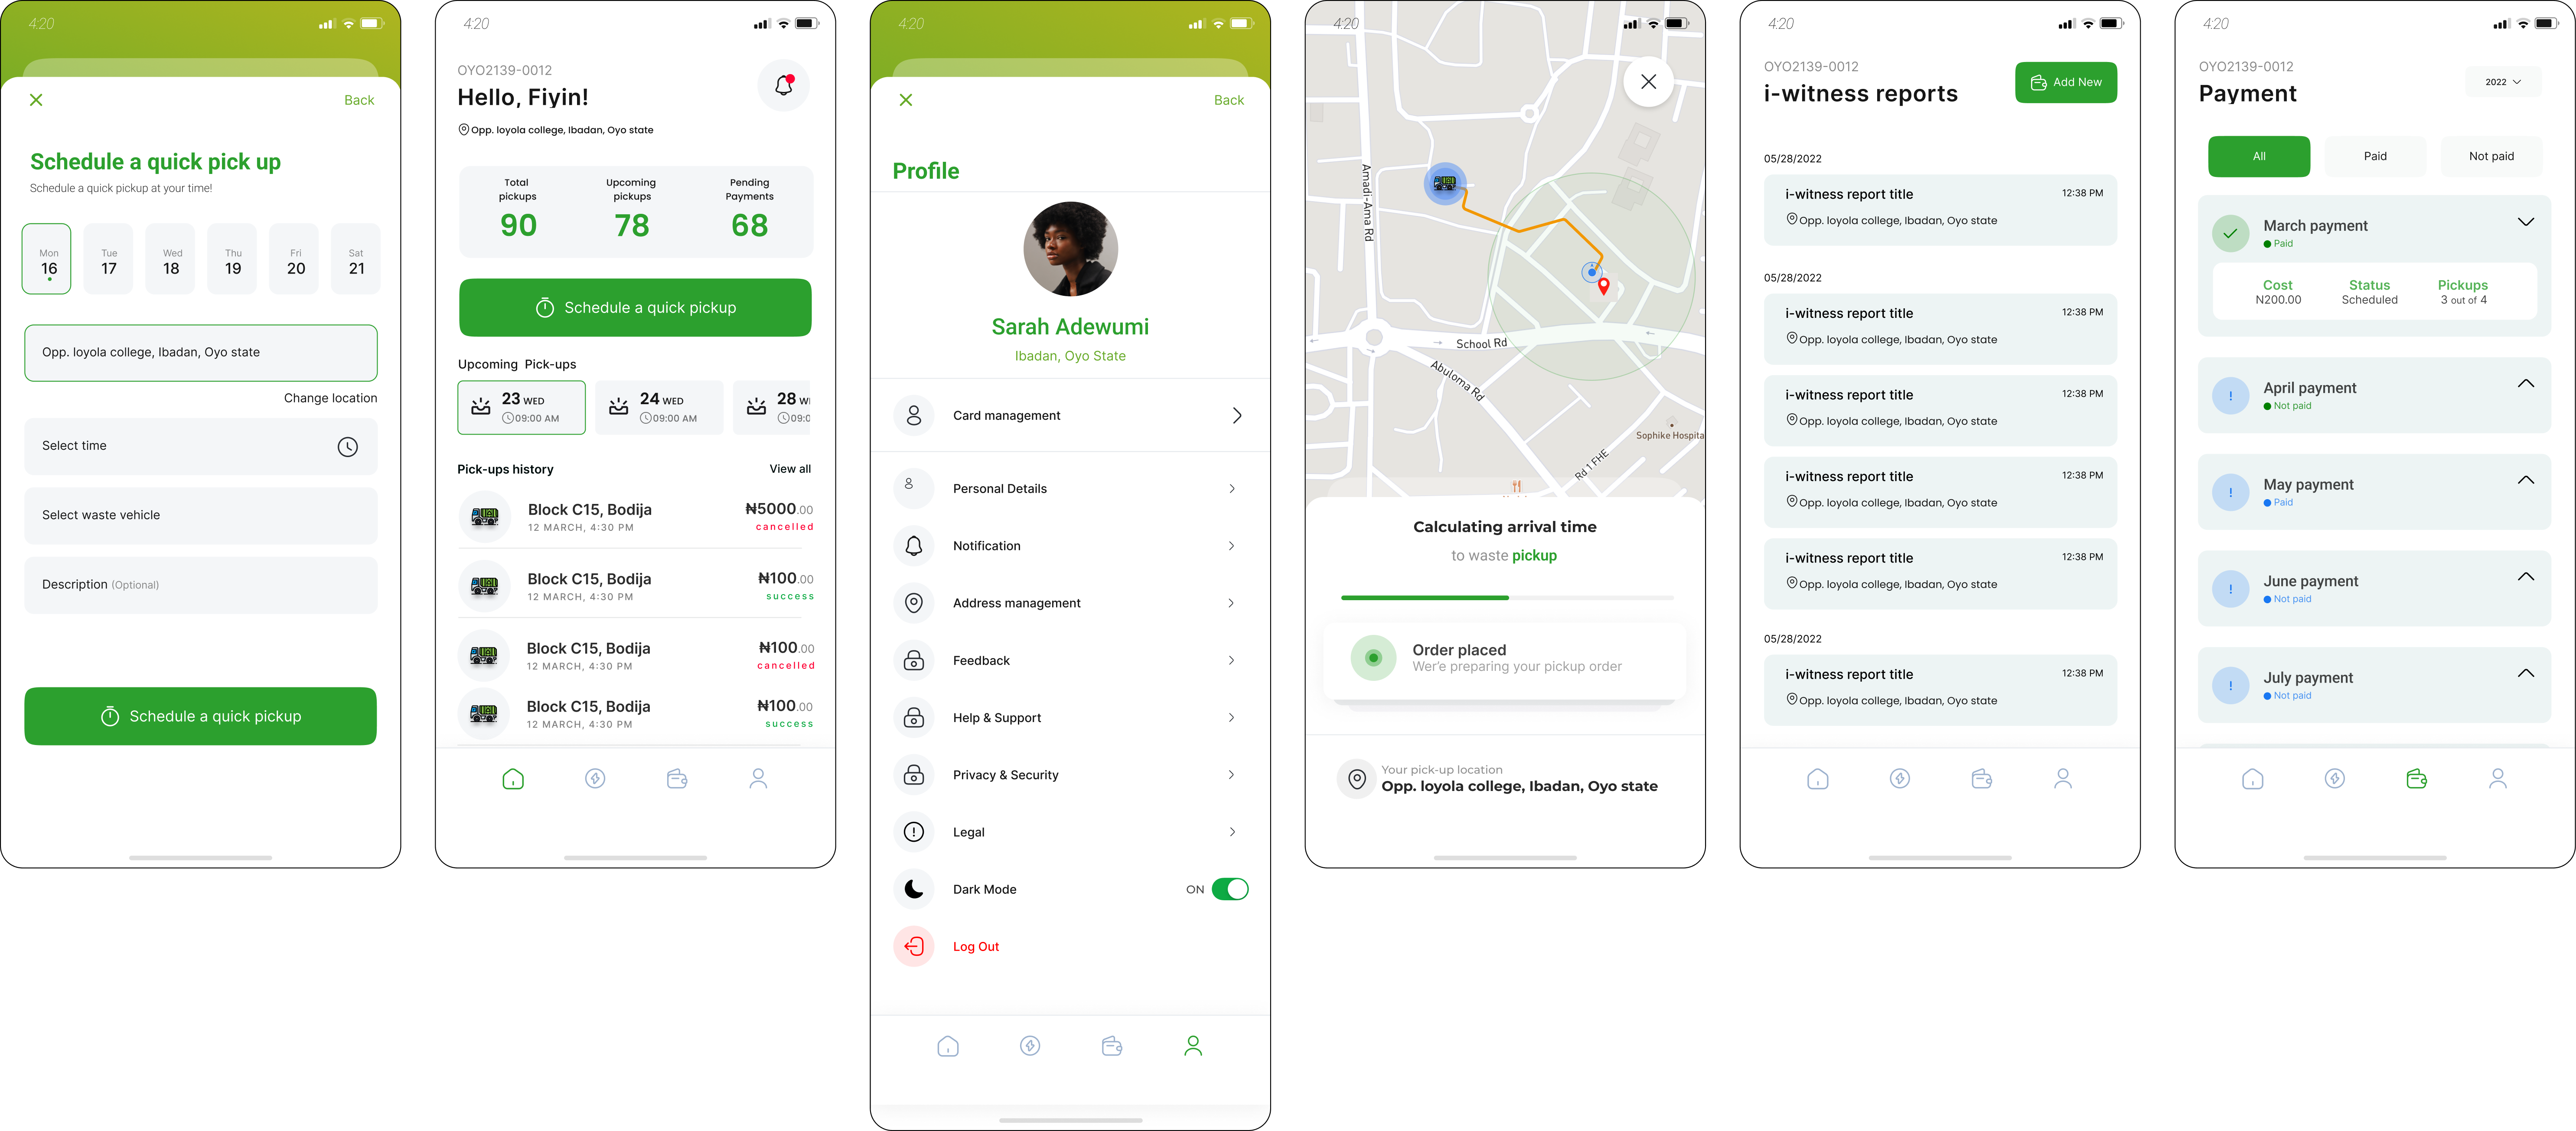 4:20
Back
Schedule a quick pick up
Schedule a quick pickup at your time!
Mon
16
Tue
17
Wed
18
Thu
19
Fri
20
Sat
21
Opp. loyola college, Ibadan, Oyo state
Change location
Select time
Select waste vehicle
Description (Optional)
Schedule a quick pickup
4:20
OYO2139-0012
Hello, Fiyin!
Opp. loyola college, Ibadan, Oyo state
Total
pickups
90
Upcoming
pickups
78
Pending
Payments
68
Schedule a quick pickup
Upcoming Pick-ups
23 WED
09:00 AM
24 WED
09:00 AM
28
Pick-ups history
View all
Block C15, Bodija
12 MARCH, 4:30 PM
₦5000.00
cancelled
Block C15, Bodija
12 MARCH, 4:30 PM
₦100.00
success
Block C15, Bodija
12 MARCH, 4:30 PM
₦100.00
cancelled
Block C15, Bodija
12 MARCH, 4:30 PM
₦100.00
success
4:20
Back
Profile
Sarah Adewumi
Ibadan, Oyo State
Card management
Personal Details
Notification
Address management
Feedback
Help & Support
Privacy & Security
Legal
Dark Mode
ON
Log Out
4:20
Amadi-Ama Rd
School Rd
Abuloma Rd
Sophike Hospita
Rd 1 FHE
Calculating arrival time
to waste pickup
Order placed
Wer'e preparing your pickup order
Your pick-up location
Opp. loyola college, Ibadan, Oyo state
4:20
OYO2139-0012
i-witness reports
Add New
05/28/2022
i-witness report title
12:38 PM
Opp. loyola college, Ibadan, Oyo state
05/28/2022
i-witness report title
12:38 PM
Opp. loyola college, Ibadan, Oyo state
i-witness report title
12:38 PM
Opp. loyola college, Ibadan, Oyo state
i-witness report title
12:38 PM
Opp. loyola college, Ibadan, Oyo state
i-witness report title
12:38 PM
Opp. loyola college, Ibadan, Oyo state
05/28/2022
i-witness report title
12:38 PM
Opp. loyola college, Ibadan, Oyo state
4:20
OYO2139-0012
Payment
2022
All
Paid
Not paid
March payment
Paid
Cost
N200.00
Status
Scheduled
Pickups
3 out of 4
April payment
Not paid
May payment
Paid
June payment
Not paid
July payment
Not paid